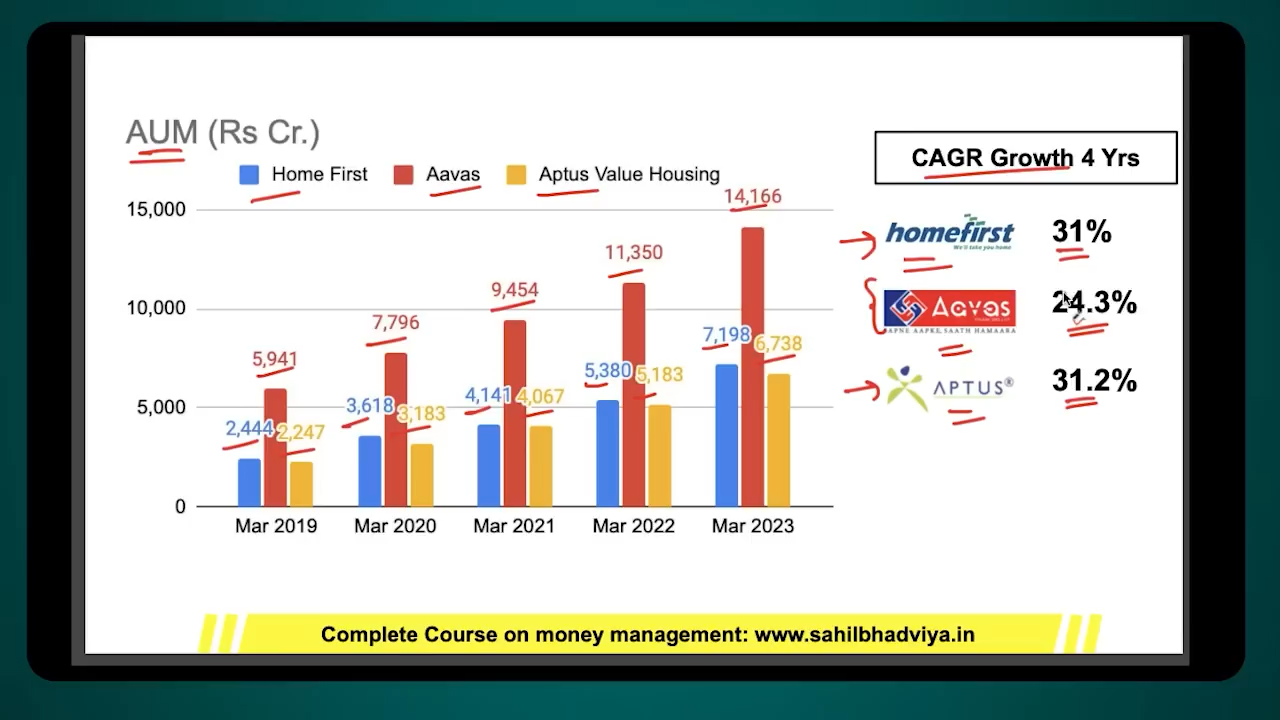 AUM (Rs Cr.)
Home First Aavas Aptus Value Housing
15,000
10,000
5,000
0
2,444 5,941 2,247
3,618 7,796 3,183
4,141 9,454 4,067
5,380 11,350 5,183
7,198 14,166 6,738
Mar 2019 Mar 2020 Mar 2021 Mar 2022 Mar 2023
CAGR Growth 4 Yrs
homefirst 31%
We'll take you home
Aavas 24.3%
APNE AAPKE, SAATH HAMAARA
APTUS® 31.2%
Complete Course on money management: www.sahilbhadviya.in